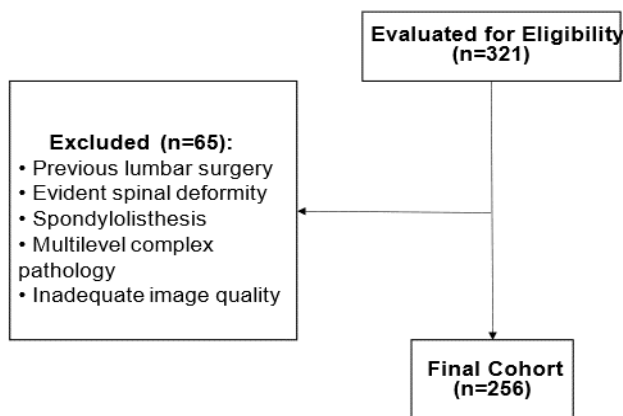 Evaluated for Eligibility
(n=321)
Excluded (n=65):
• Previous lumbar surgery
• Evident spinal deformity
• Spondylolisthesis
• Multilevel complex
pathology
• Inadequate image quality
Final Cohort
(n=256)